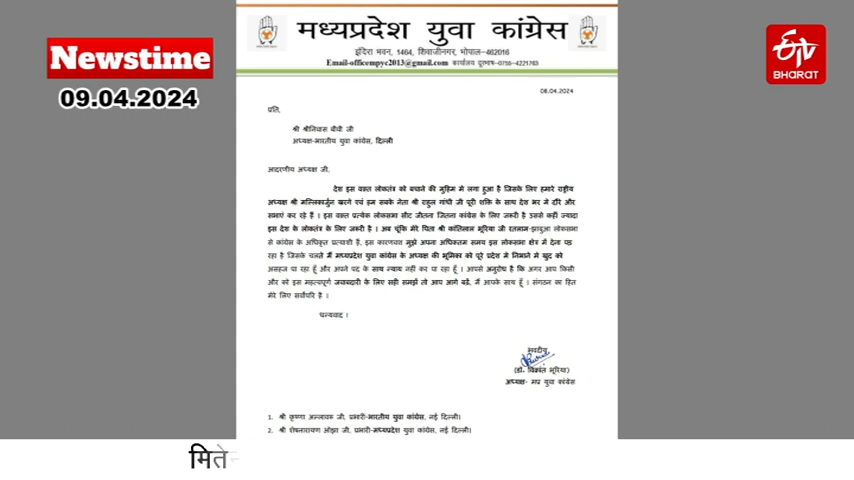 मध्यप्रदेश युवा कांग्रेस
इंदिरा भवन, 1464, शिवाजीनगर, भोपाल-462016
Email-officempyc2013@gmail.com कार्यालय दूरभाष-0755-4221763
Newstime
09.04.2024
ETV
BHARAT
08.04.2024
प्रति,
श्री श्रीनिवास बीवी जी
अध्यक्ष-भारतीय युवा कांग्रेस, दिल्ली
आदरणीय अध्यक्ष जी,
देश इस वक़्त लोकतंत्र को बचाने की मुहिम मे लगा हुआ है जिसके लिए हमारे राष्ट्रीय
अध्यक्ष श्री मल्लिकार्जुन खरगे एवं हम सबके नेता श्री राहुल गांधी जी पूरी शक्ति के साथ देश भर मे दौरे और
सभाएं कर रहे हैं । इस वक़्त प्रत्येक लोकसभा सीट जीतना जितना कांग्रेस के लिए जरूरी है उससे कहीं ज्यादा
इस देश के लोकतंत्र के लिए जरूरी है । अब चूंकि मेरे पिता श्री कांतिलाल भूरिया जी रतलाम-झाबुआ लोकसभा
से कांग्रेस के अधिकृत प्रत्याशी हैं, इस कारणवश मुझे अपना अधिकतम समय इस लोकसभा क्षेत्र में देना पड़
रहा है जिसके चलते मैं मध्यप्रदेश युवा कांग्रेस के अध्यक्ष की भूमिका को पूरे प्रदेश मे निभाने मे खुद को
असहज पा रहा हूँ और अपने पद के साथ न्याय नहीं कर पा रहा हूँ । आपसे अनुरोध है कि अगर आप किसी
और को इस महत्वपूर्ण जवाबदारी के लिए सही समझें तो आप आगे बढ़ें, मैं आपके साथ हूँ । संगठन का हित
मेरे लिए सर्वोपरि है ।
धन्यवाद ।
भवदीय
(डॉ. विक्रांत भूरिया)
अध्यक्ष- मप्र युवा कांग्रेस
1. श्री कृष्णा अल्लावरू जी, प्रभारी-भारतीय युवा कांग्रेस, नई दिल्ली।
2. श्री शेषनारायण ओझा जी, प्रभारी-मध्यप्रदेश युवा कांग्रेस, नई दिल्ली।